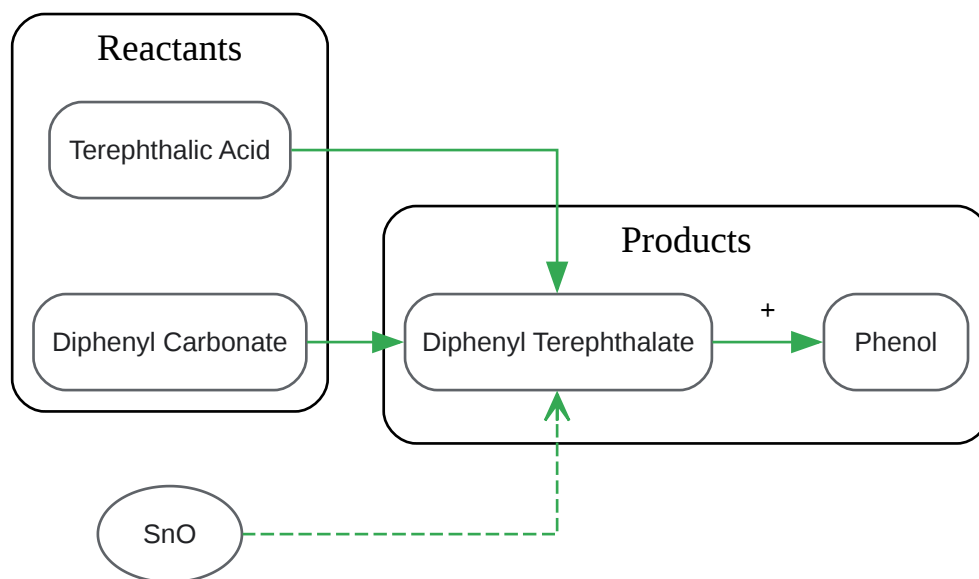 Reactants
Terephthalic Acid
Products
Diphenyl Carbonate
Diphenyl Terephthalate
+
Phenol
SnO